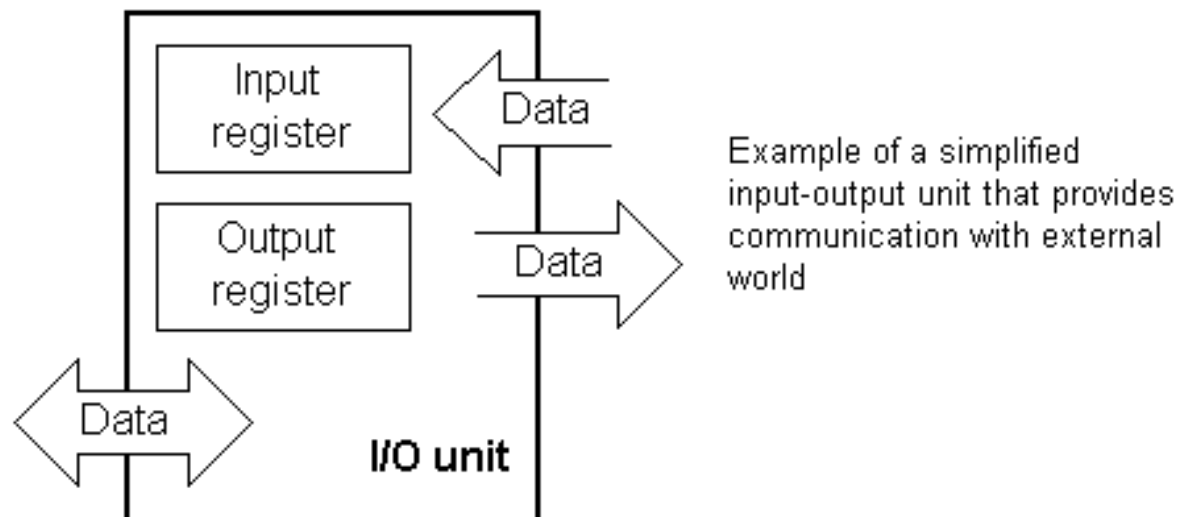 Input
register
Data
Output
register
Data
Data
I/O unit
Example of a simplified
input-output unit that provides
communication with external
world